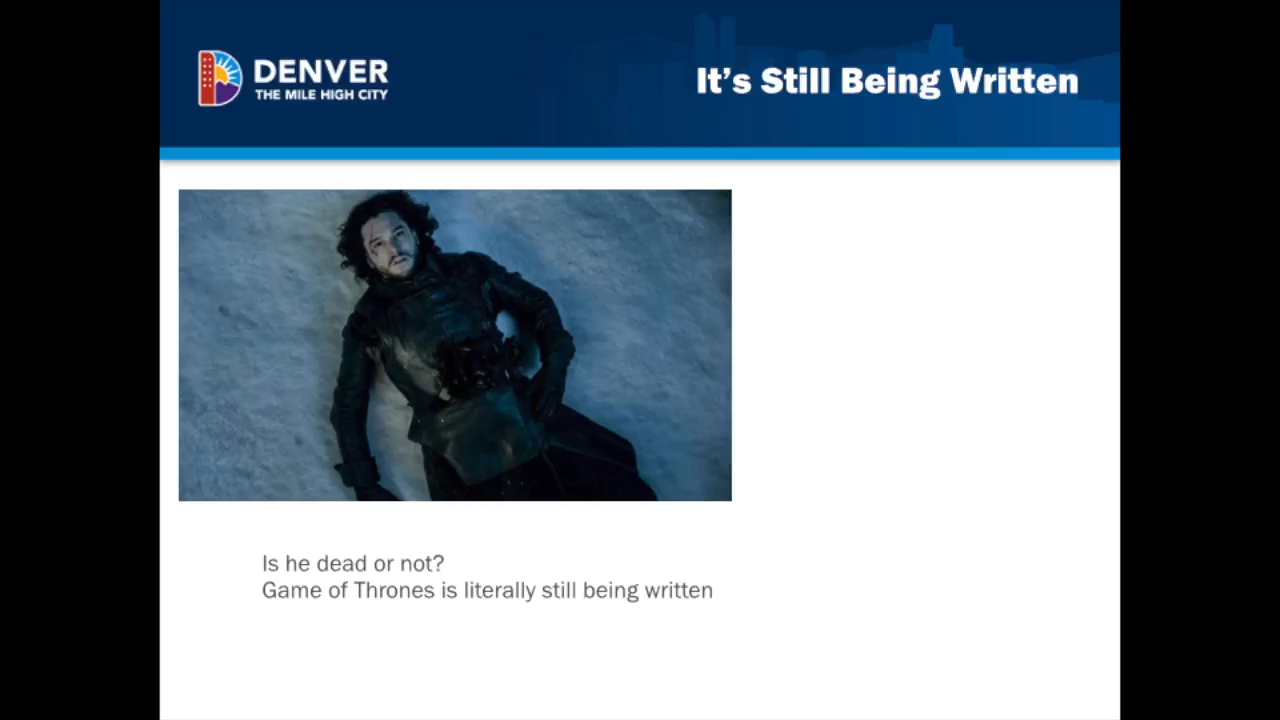 DENVER
THE MILE HIGH CITY
It’s Still Being Written
Is he dead or not?
Game of Thrones is literally still being written